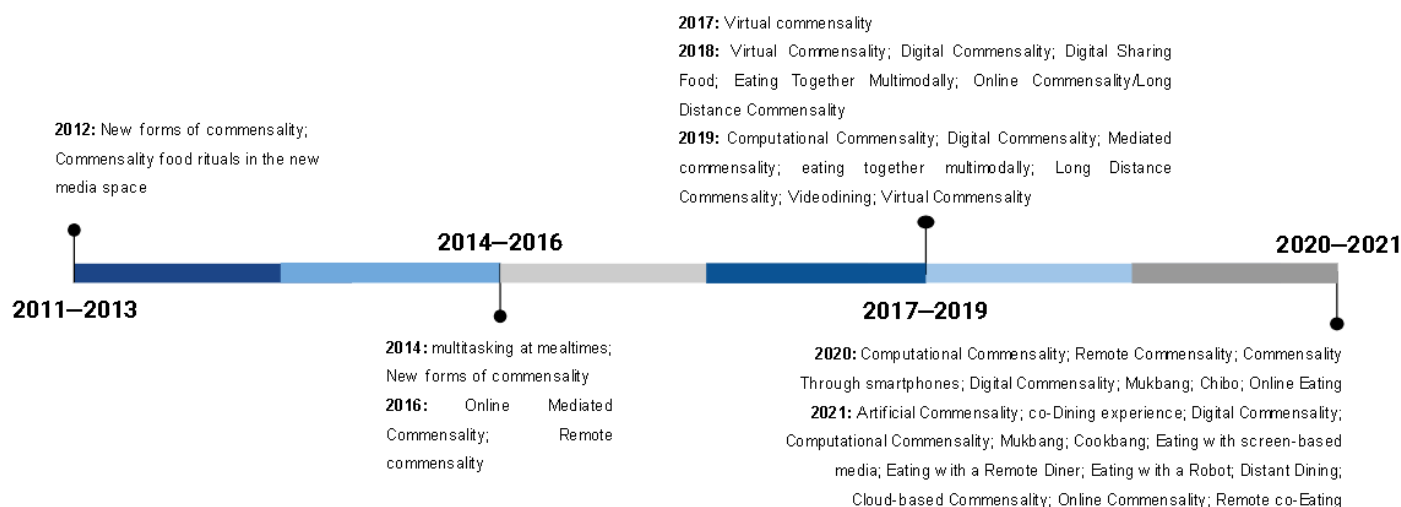 2017: Virtual commensality
2018: Virtual Commensality; Digital Commensality; Digital Sharing
Food; Eating Together Multimodally; Online Commensality/Long
Distance Commensality
2019: Computational Commensality; Digital Commensality; Mediated
commensality; eating together multimodally; Long Distance
Commensality; Videodining; Virtual Commensality
2012: New forms of commensality;
Commensality food rituals in the new
media space
2014–2016
2020–2021
2011–2013
2017–2019
2014: multitasking at mealtimes;
New forms of commensality
2016: Online Mediated
Commensality; Remote
commensality
2020: Computational Commensality; Remote Commensality; Commensality
Through smartphones; Digital Commensality; Mukbang; Chibo; Online Eating
2021: Artificial Commensality; co-Dining experience; Digital Commensality;
Computational Commensality; Mukbang; Cookbang; Eating with screen-based
media; Eating with a Remote Diner; Eating with a Robot; Distant Dining;
Cloud-based Commensality; Online Commensality; Remote co-Eating